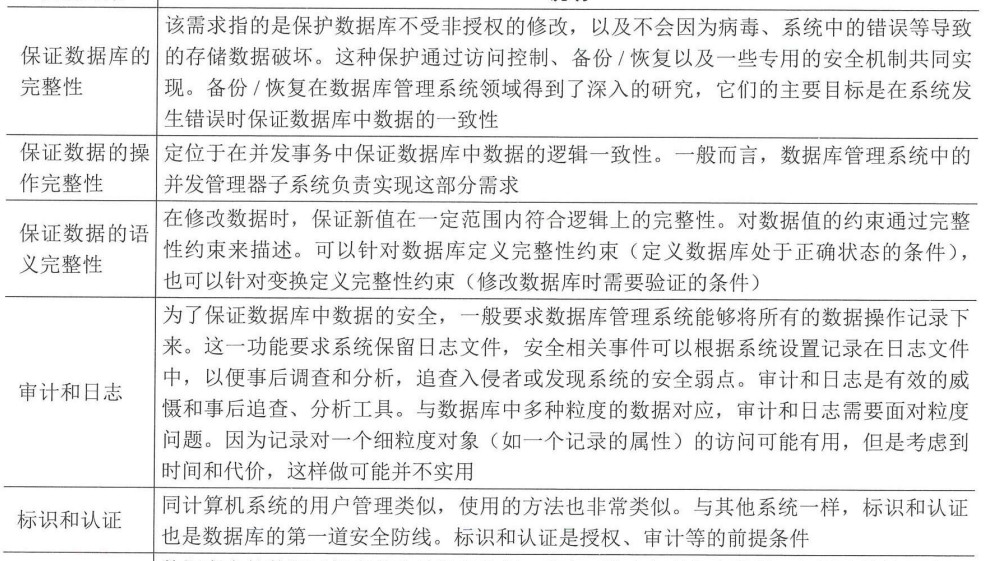 保证数据库的
完整性
该需求指的是保护数据库不受非授权的修改，以及不会因为病毒、系统中的错误等导致
的存储数据破坏。这种保护通过访问控制、备份 / 恢复以及一些专用的安全机制共同实
现。备份 / 恢复在数据库管理系统领域得到了深入的研究，它们的主要目标是在系统发
生错误时保证数据库中数据的一致性
保证数据的操
作完整性
定位于在并发事务中保证数据库中数据的逻辑一致性。一般而言，数据库管理系统中的
并发管理器子系统负责实现这部分需求
保证数据的语
义完整性
在修改数据时，保证新值在一定范围内符合逻辑上的完整性。对数据值的约束通过完整
性约束来描述。可以针对数据库定义完整性约束（定义数据库处于正确状态的条件），
也可以针对变换定义完整性约束（修改数据库时需要验证的条件）
审计和日志
为了保证数据库中数据的安全，一般要求数据库管理系统能够将所有的数据操作记录下
来。这一功能要求系统保留日志文件，安全相关事件可以根据系统设置记录在日志文件
中，以便事后调查和分析，追查入侵者或发现系统的安全弱点。审计和日志是有效的威
慑和事后追查、分析工具。与数据库中多种粒度的数据对应，审计和日志需要面对粒度
问题。因为记录对一个细粒度对象（如一个记录的属性）的访问可能有用，但是考虑到
时间和代价，这样做可能并不实用
标识和认证
同计算机系统的用户管理类似，使用的方法也非常类似。与其他系统一样，标识和认证
也是数据库的第一道安全防线。标识和认证是授权、审计等的前提条件